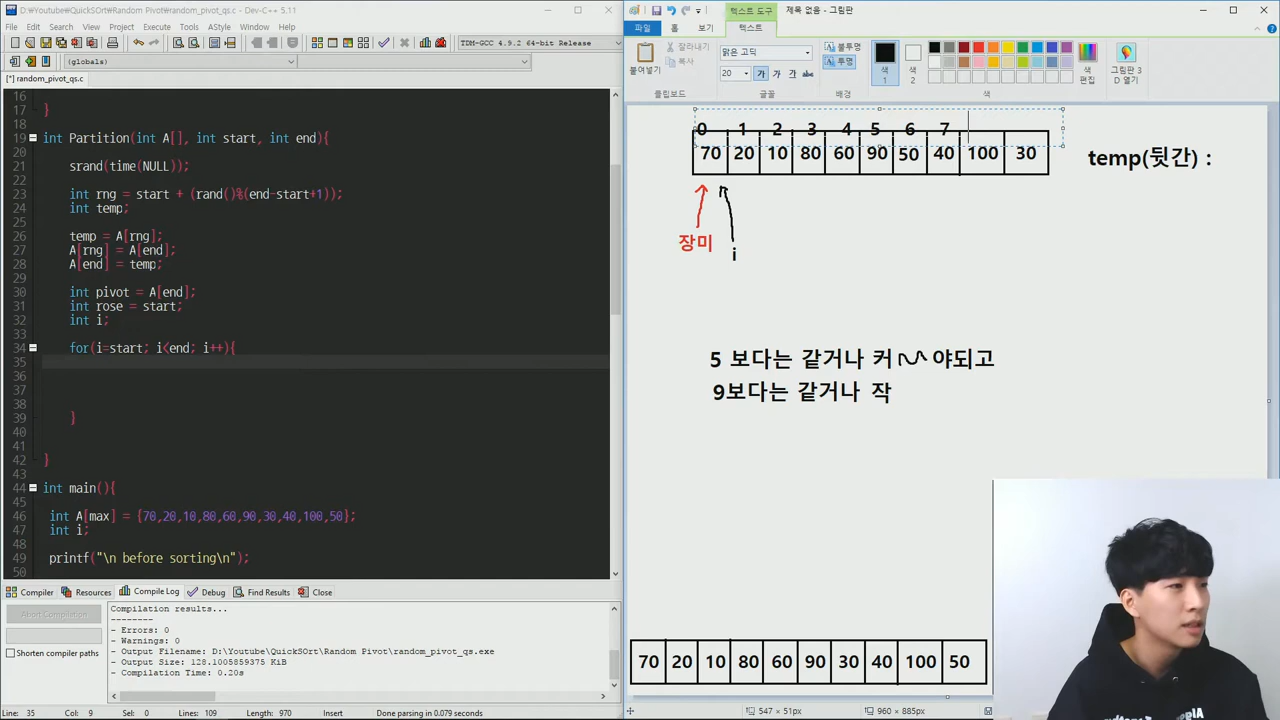 D:₩Youtube₩QuickSOrt₩Random Pivot₩random_pivot_qs.c - Dev-C++ 5.11
File Edit Search View Project Execute Tools AStyle Window Help
TDM-GCC 4.9.2 64-bit Release
(globals)
[*] random_pivot_qs.c
16
17 }
18
19 int Partition(int A[], int start, int end){
20
21 srand(time(NULL));
22
23 int rng = start + (rand()%(end-start+1));
24 int temp;
25
26 temp = A[rng];
27 A[rng] = A[end];
28 A[end] = temp;
29
30 int pivot = A[end];
31 int rose = start;
32 int i;
33
34 for(i=start; i<end; i++){
35
36
37
38
39 }
40
41
42 }
43
44 int main(){
45
46 int A[max] = {70,20,10,80,60,90,30,40,100,50};
47 int i;
48
49 printf("\n before sorting\n");
50
Compiler Resources Compile Log Debug Find Results Close
Abort Compilation
Shorten compiler paths
Compilation results...
--------
- Errors: 0
- Warnings: 0
- Output Filename: D:₩Youtube₩QuickSOrt₩Random Pivot₩random_pivot_qs.exe
- Output Size: 128.1005859375 KiB
- Compilation Time: 0.20s
Line: 35 Col: 9 Sel: 0 Lines: 109 Length: 970 Insert Done parsing in 0.079 seconds
텍스트 도구
제목 없음 - 그림판
파일 홈 보기 텍스트
붙여넣기
잘라내기
복사
클립보드
맑은 고딕
20 가 가 가 abc
글꼴
불투명
투명
배경
색
1
색
2
색
편집
그림판 3
D 열기
색
0 1 2 3 4 5 6 7
70 20 10 80 60 90 50 40 100 30
temp(뒷간) :
장미
i
5 보다는 같거나 커 야되고
9보다는 같거나 작
70 20 10 80 60 90 30 40 100 50
547 × 51px
960 × 885px